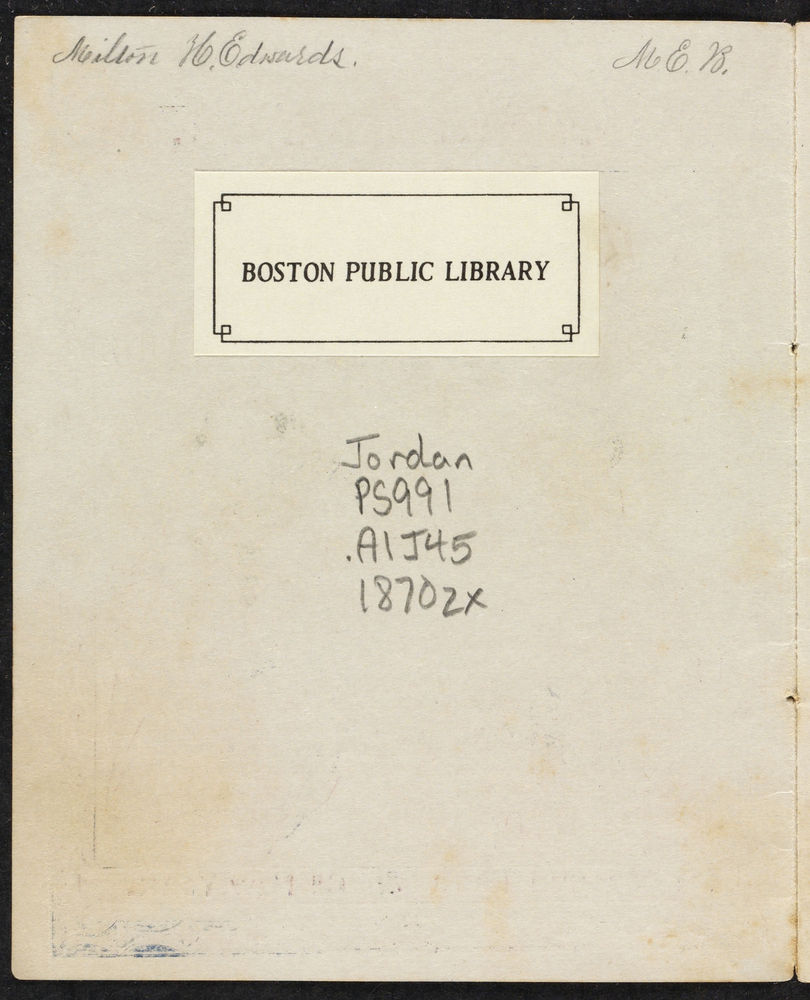 Milton H. Edwards. M. E. B.
BOSTON PUBLIC LIBRARY
Jordan
PS991
.A1J45
1870zx